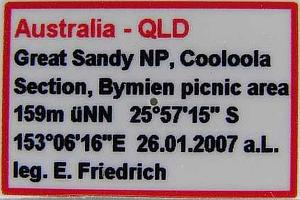 Australia - QLD
Great Sandy NP, Cooloola
Section, Bymien picnic area
159m üNN 25°57'15" S
153°06'16"E 26.01.2007 a.L.
leg. E. Friedrich